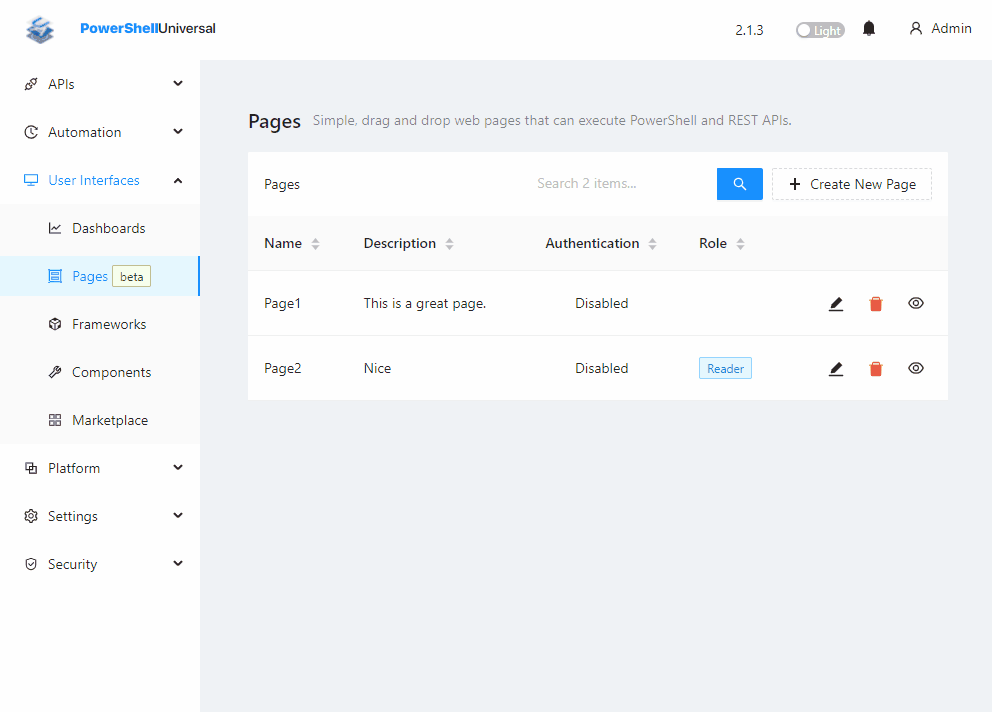 PowerShellUniversal
2.1.3
Light
Admin
APIs
Automation
User Interfaces
Dashboards
Pages beta
Frameworks
Components
Marketplace
Platform
Settings
Security
Pages Simple, drag and drop web pages that can execute PowerShell and REST APIs.
Pages Search 2 items... Create New Page
Name Description Authentication Role
Page1 This is a great page. Disabled
Page2 Nice Disabled Reader